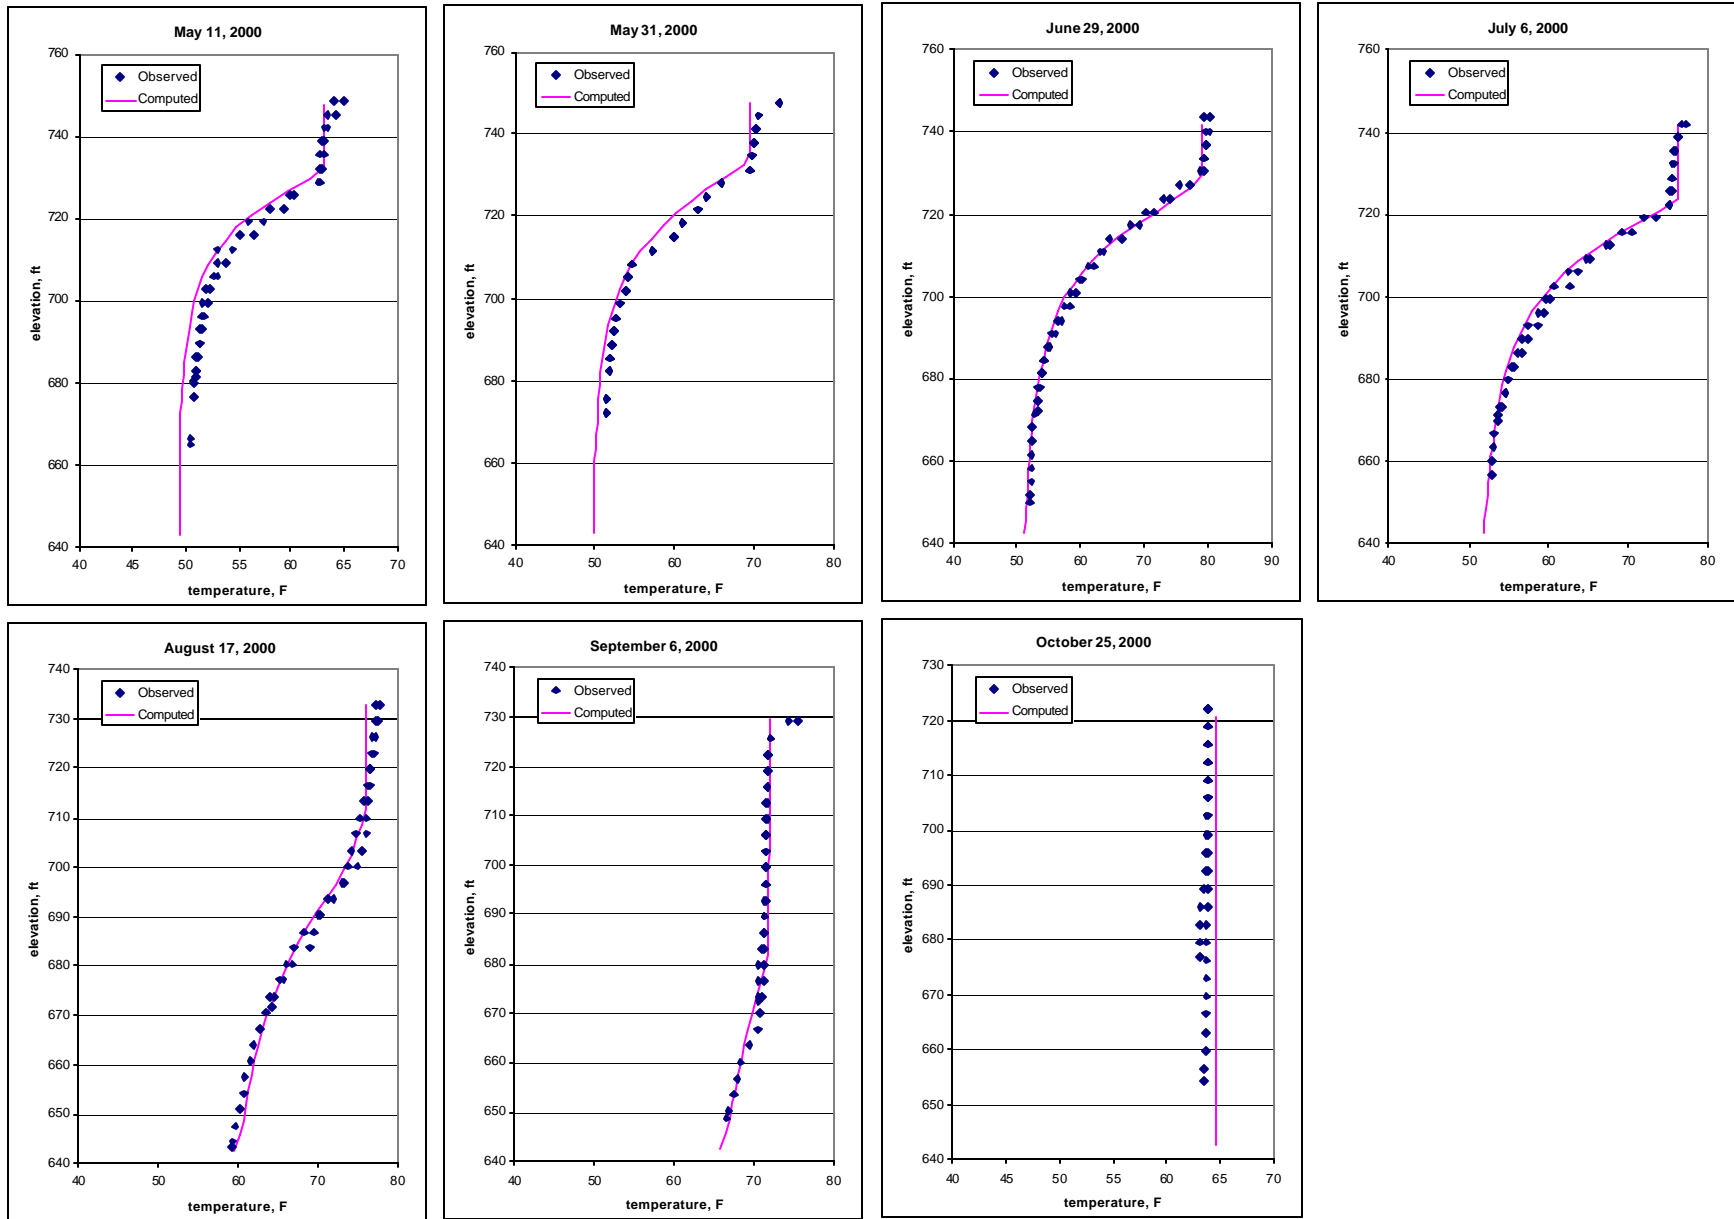 May 11, 2000
760
740
720
700
680
660
640
elevation, ft
Observed
Computed
40
45
50
55
60
65
70
temperature, F
May 31, 2000
760
740
720
700
680
660
640
elevation, ft
Observed
Computed
40
50
60
70
80
temperature, F
June 29, 2000
760
740
720
700
680
660
640
elevation, ft
Observed
Computed
40
50
60
70
80
90
temperature, F
July 6, 2000
760
740
720
700
680
660
640
elevation, ft
Observed
Computed
40
50
60
70
80
temperature, F
August 17, 2000
740
730
720
710
700
690
680
670
660
650
640
elevation, ft
Observed
Computed
40
50
60
70
80
temperature, F
September 6, 2000
740
730
720
710
700
690
680
670
660
650
640
elevation, ft
Observed
Computed
40
50
60
70
80
temperature, F
October 25, 2000
730
720
710
700
690
680
670
660
650
640
elevation, ft
Observed
Computed
40
45
50
55
60
65
70
temperature, F